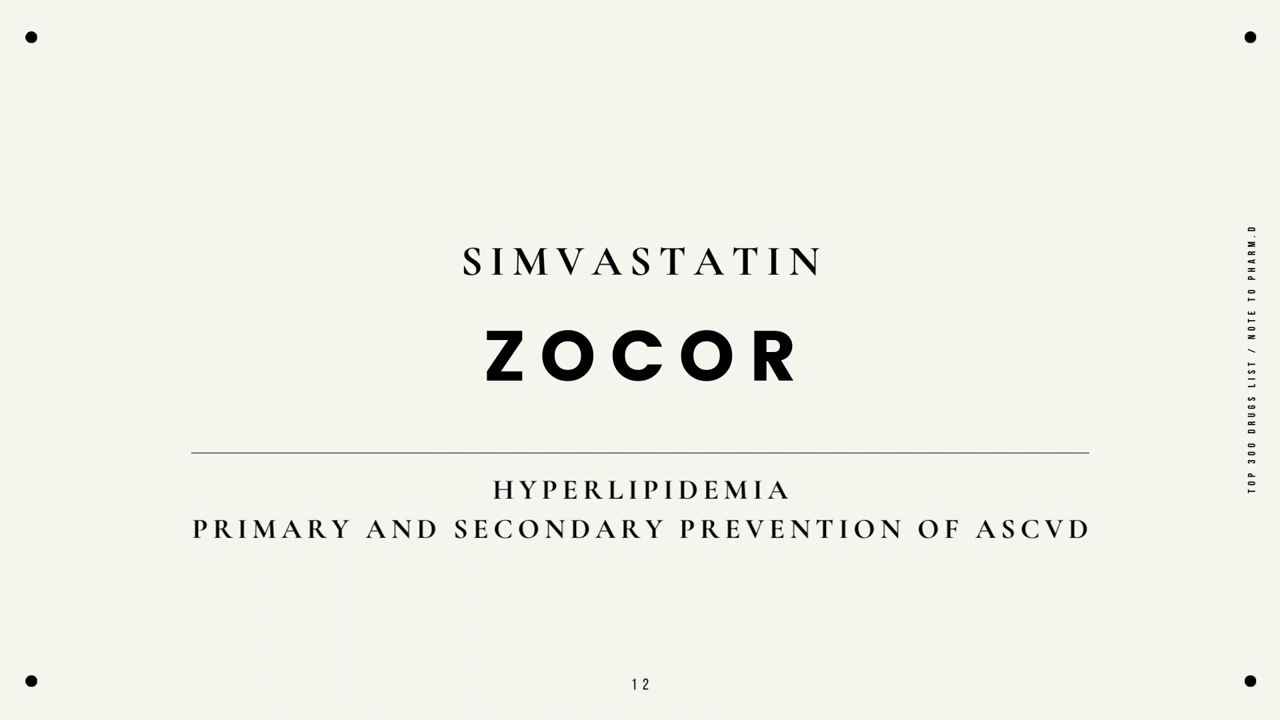 SIMVASTATIN
ZOCOR
HYPERLIPIDEMIA
PRIMARY AND SECONDARY PREVENTION OF ASCVD
TOP 300 DRUGS LIST / NOTE TO PHARM.D
12